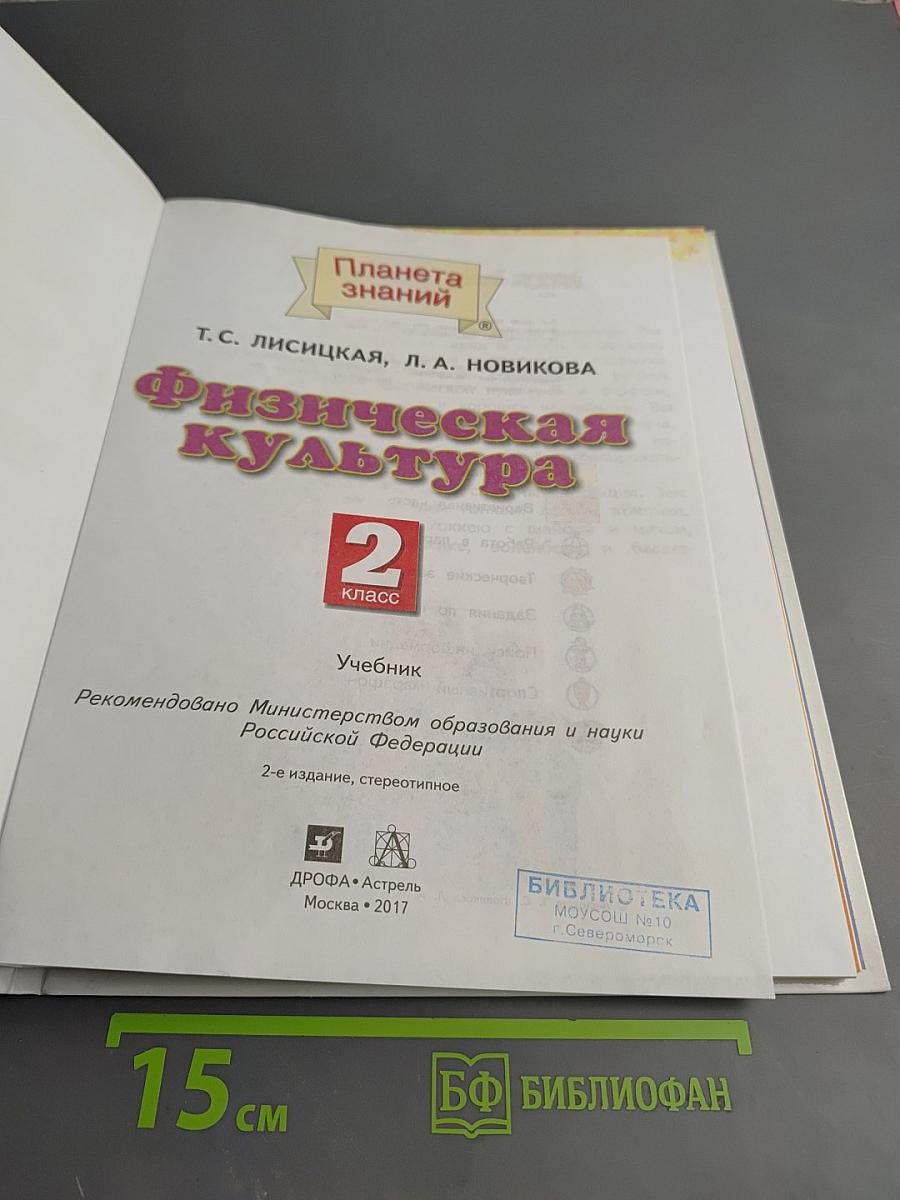 Планета
знаний
®
Т. С. ЛИСИЦКАЯ, Л. А. НОВИКОВА
Физическая
культура
2
класс
Учебник
Рекомендовано Министерством образования и науки
Российской Федерации
2-е издание, стереотипное
ДРОФА • Астрель
Москва • 2017
БИБЛИОТЕКА
МОУСОШ №10
г.Североморск
15 см
БФ БИБЛИОФАН